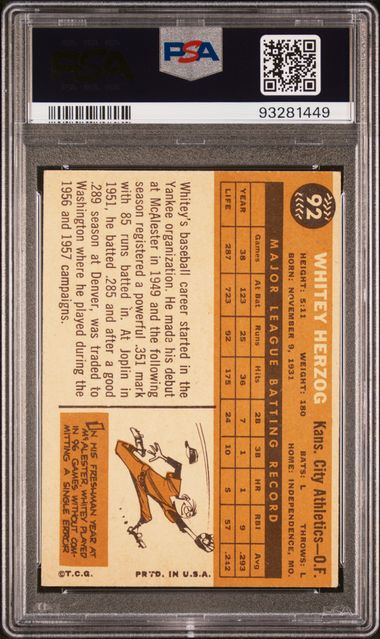 PSA
PSA
93281449
92
WHITEY HERZOG
Kans. City Athletics—O.F.
HEIGHT: 5:11 WEIGHT: 180 BATS: L THROWS: L
BORN: NOVEMBER 9, 1931 HOME: INDEPENDENCE, MO.
MAJOR LEAGUE BATTING RECORD
Games At Bat Runs Hits 2B 3B HR RBI Avg
YEAR 38 123 25 36 7 1 1 9 .293
LIFE 287 723 92 175 24 10 5 57 .242
Whitey's baseball career started in the
Yankee organization. He made his debut
at McAlester in 1949 and the following
season registered a powerful .351 mark
with 85 runs batted in. At Joplin in
1951, he batted .285 and after a good
.289 season at Denver, was traded to
Washington where he played during the
1956 and 1957 campaigns.
IN HIS FRESHMAN YEAR AT
McALESTER WHITEY PLAYED
IN 96 GAMES WITHOUT COM-
MITTING A SINGLE ERROR
©T.C.G. PRTD. IN U.S.A.